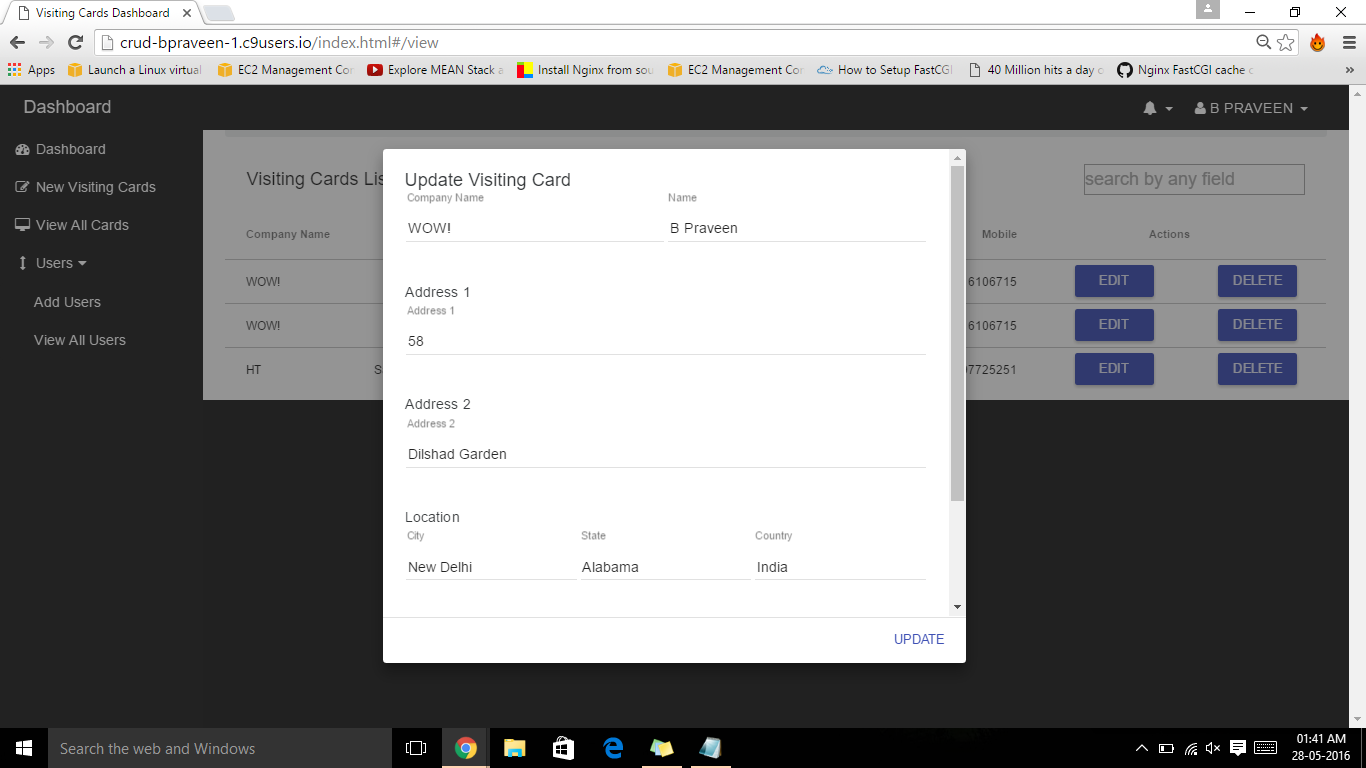 Visiting Cards Dashboard
crud-bpraveen-1.c9users.io/index.html#/view
Apps Launch a Linux virtual EC2 Management Con Explore MEAN Stack a Install Nginx from sou EC2 Management Con How to Setup FastCGI 40 Million hits a day o Nginx FastCGI cache c »
Dashboard B PRAVEEN
Dashboard
New Visiting Cards
View All Cards
Users
Add Users
View All Users
Visiting Cards Lis search by any field
Company Name Mobile Actions
WOW! 6106715 EDIT DELETE
WOW! 6106715 EDIT DELETE
HT S 7725251 EDIT DELETE
Update Visiting Card
Company Name Name
WOW! B Praveen
Address 1
Address 1
58
Address 2
Address 2
Dilshad Garden
Location
City State Country
New Delhi Alabama India
UPDATE
Search the web and Windows
01:41 AM
28-05-2016